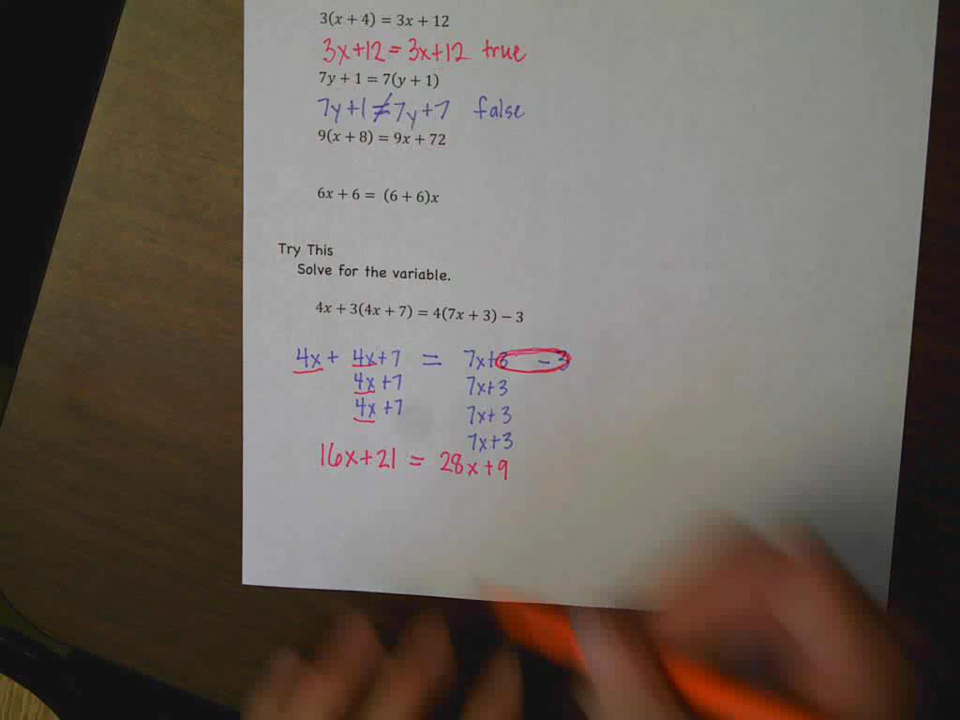 3(x + 4) = 3x + 12
3x+12 = 3x+12 true
7y + 1 = 7(y + 1)
7y+1 ≠ 7y+7 false
9(x + 8) = 9x + 72
6x + 6 = (6 + 6)x
Try This
Solve for the variable.
4x + 3(4x + 7) = 4(7x + 3) − 3
4x + 4x+7 = 7x+3 − 3
4x+7 7x+3
4x+7 7x+3
7x+3
16x+21 = 28x+9